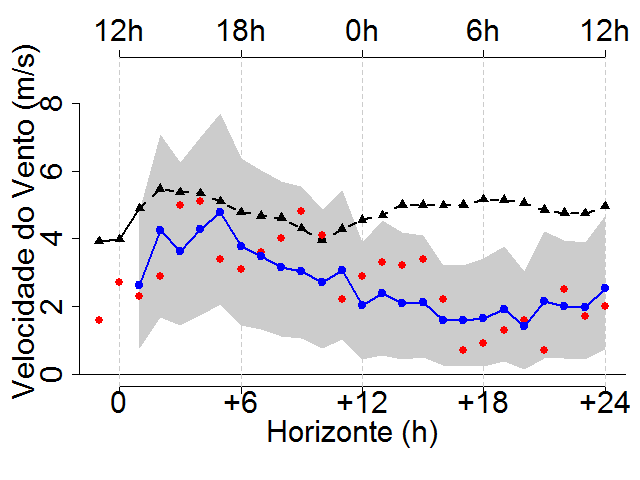 12h 18h 0h 6h 12h
Velocidade do Vento (m/s)
8
6
4
2
0
0 +6 +12 +18 +24
Horizonte (h)